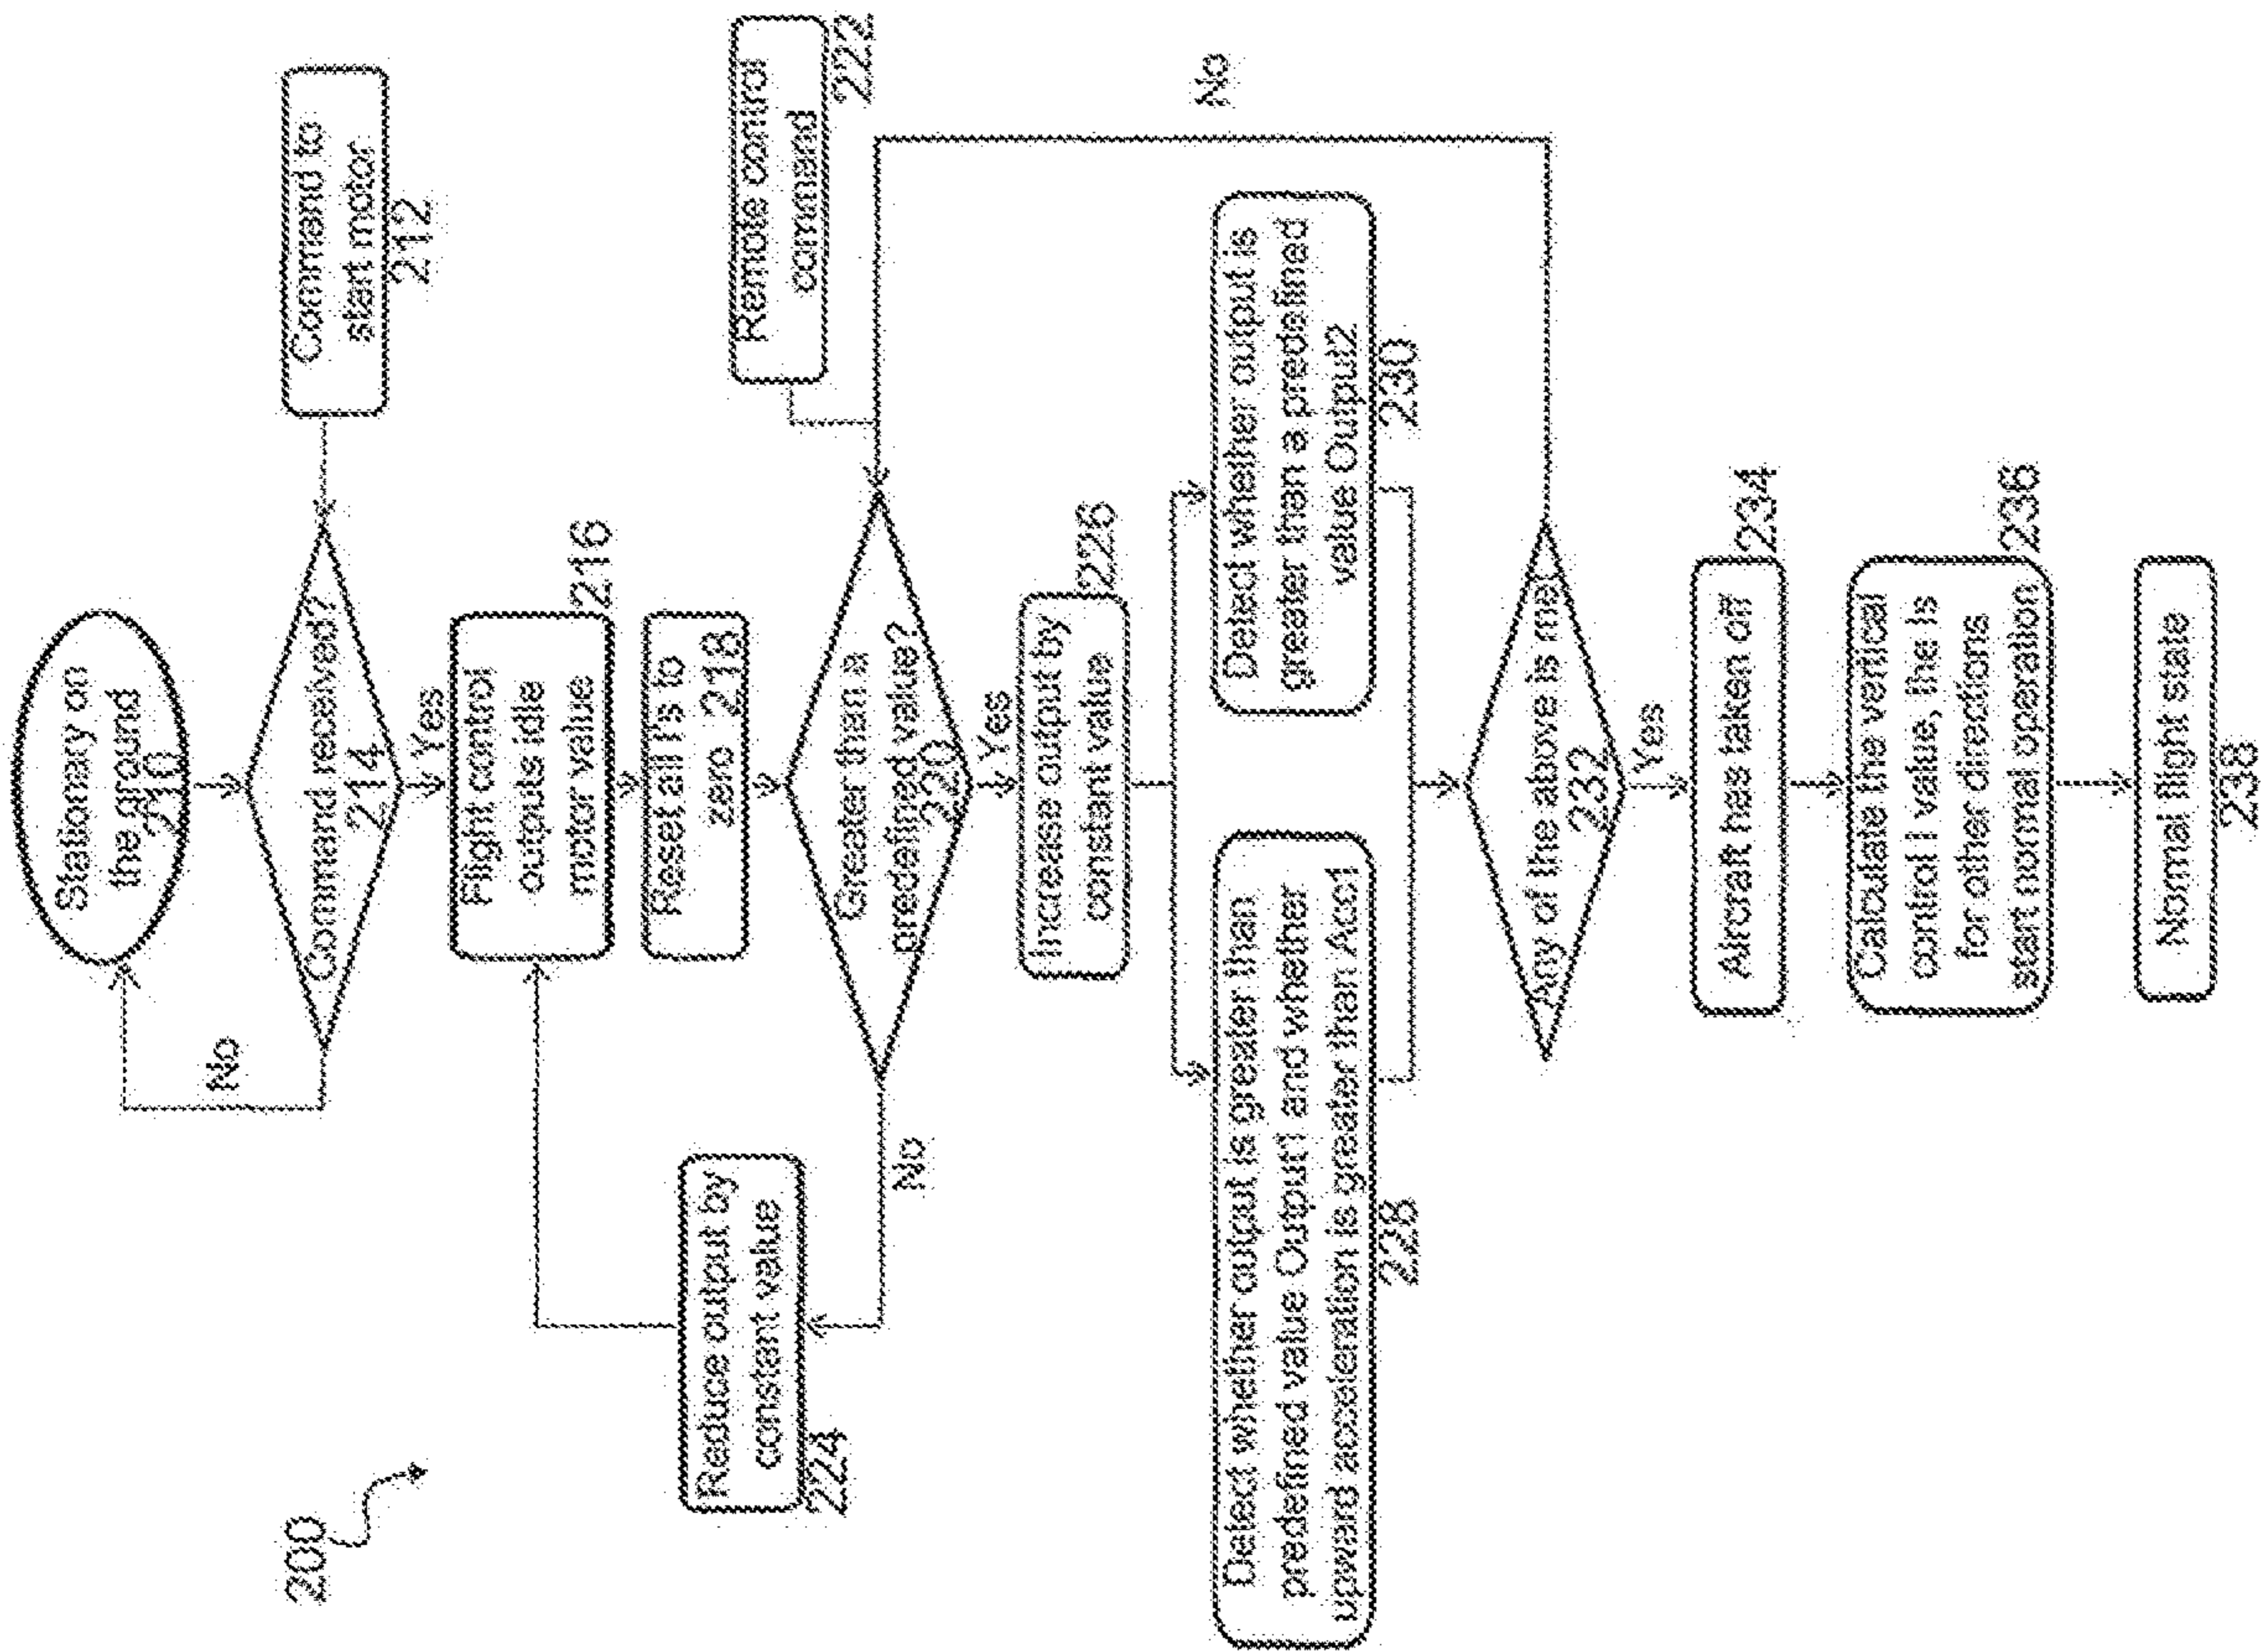 200
Stationary on
the ground
210
No
Command to
start motor
212
Command received?
214
Yes
Flight control
outputs idle
motor value
216
Reset all I's to
zero 218
Remote control
command
222
Greater than a
predefined value?
220
No
Reduce output by
constant value
224
Yes
Increase output by
constant value
226
Detect whether output is greater than
predefined value Output1 and whether
upward acceleration is greater than Acc1
228
Detect whether output is
greater than a predefined
value Output2
230
No
Any of the above is met
232
Yes
Aircraft has taken off
234
Calculate the vertical
control I value, the Is
for other directions
start normal operation
236
Normal flight state
238